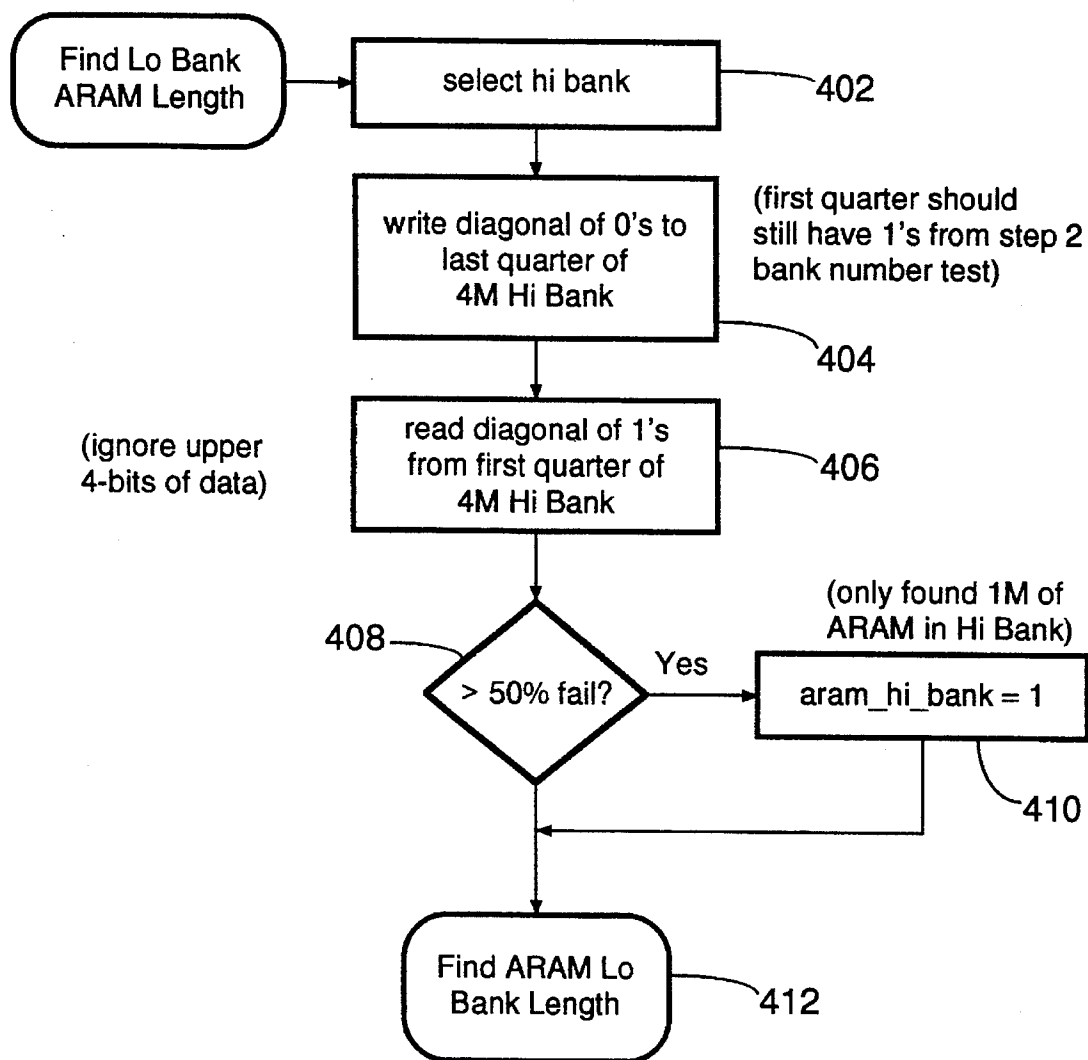 Find Lo Bank
ARAM Length
select hi bank
402
write diagonal of 0's to
last quarter of
4M Hi Bank
(first quarter should
still have 1's from step 2
bank number test)
404
(ignore upper
4-bits of data)
read diagonal of 1's
from first quarter of
4M Hi Bank
406
408
> 50% fail?
Yes
(only found 1M of
ARAM in Hi Bank)
aram_hi_bank = 1
410
Find ARAM Lo
Bank Length
412